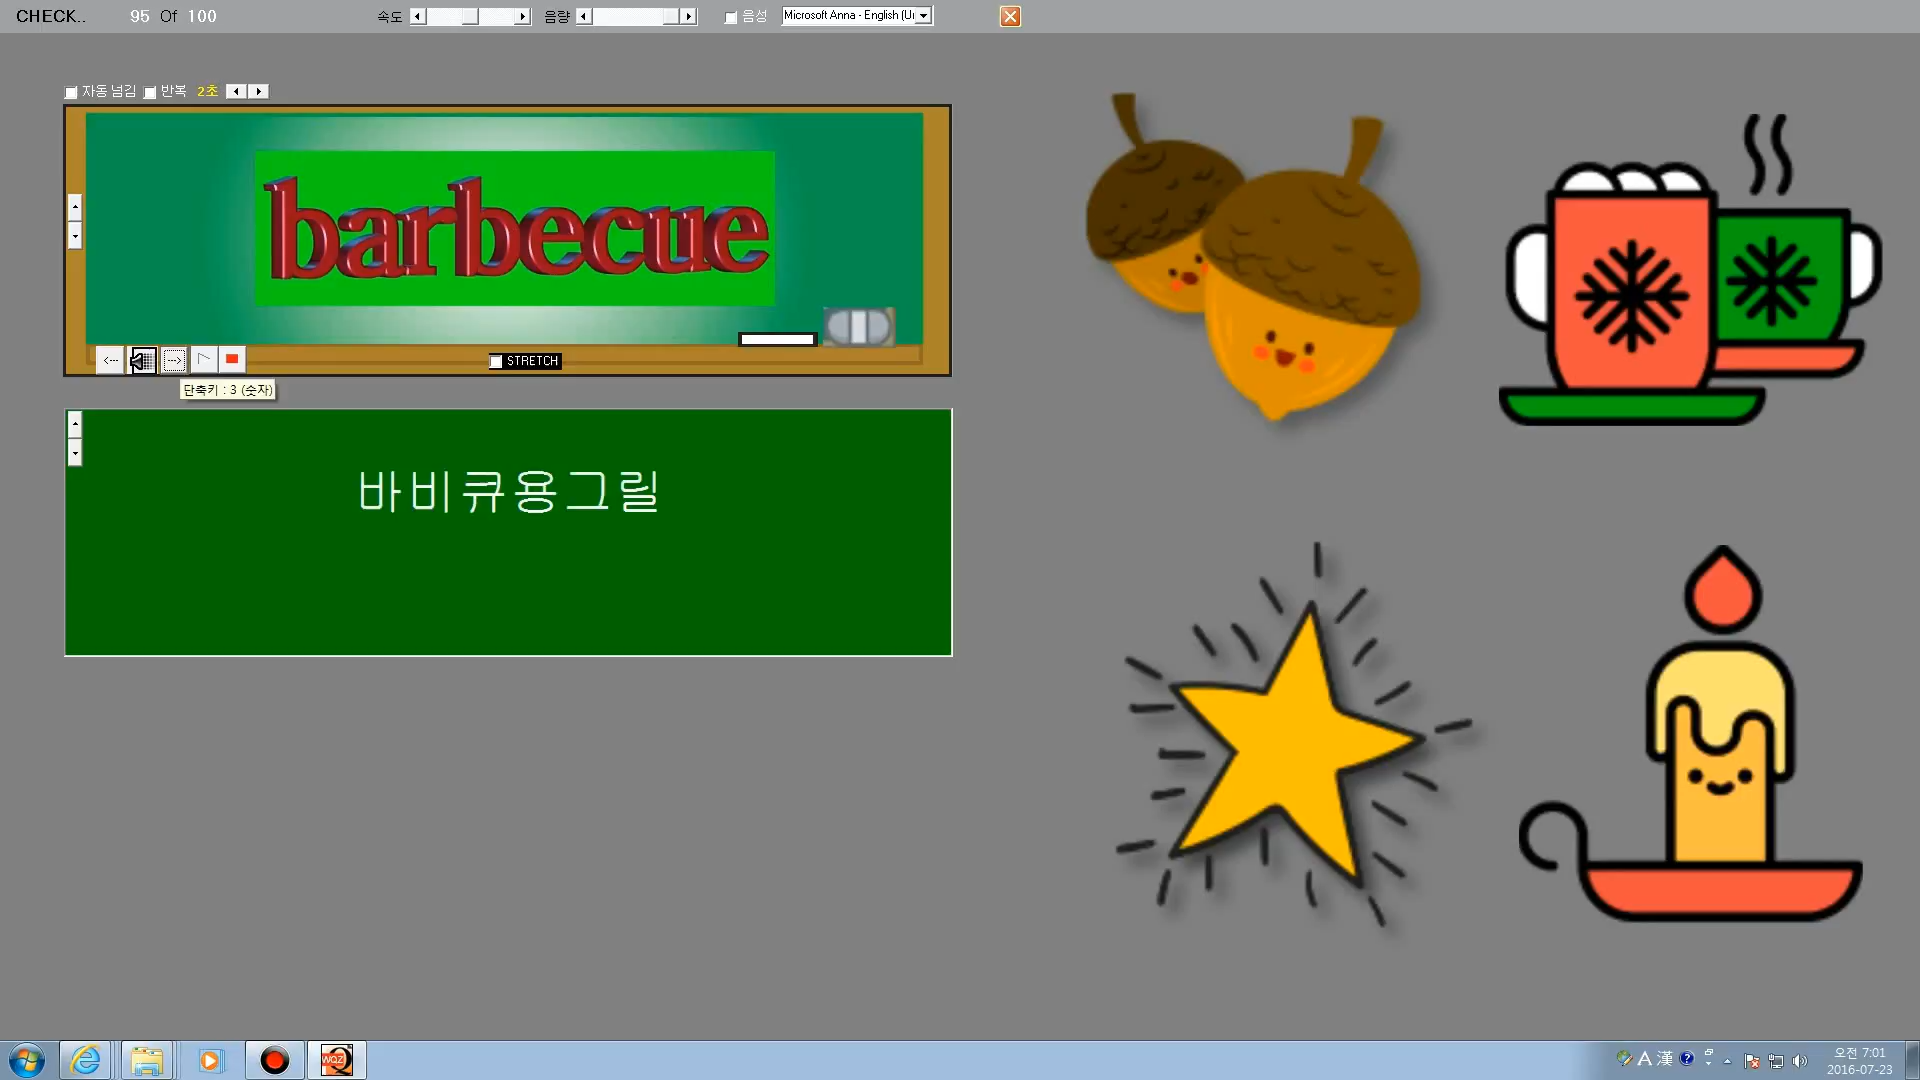 CHECK.. 95 Of 100 속도 음량 음성 Microsoft Anna - English (U
자동 넘김 반복 2초
barbecue
STRETCH
단축키 : 3 (숫자)
바비큐용그릴
WQZ
A 漢
오전 7:01
2016-07-23